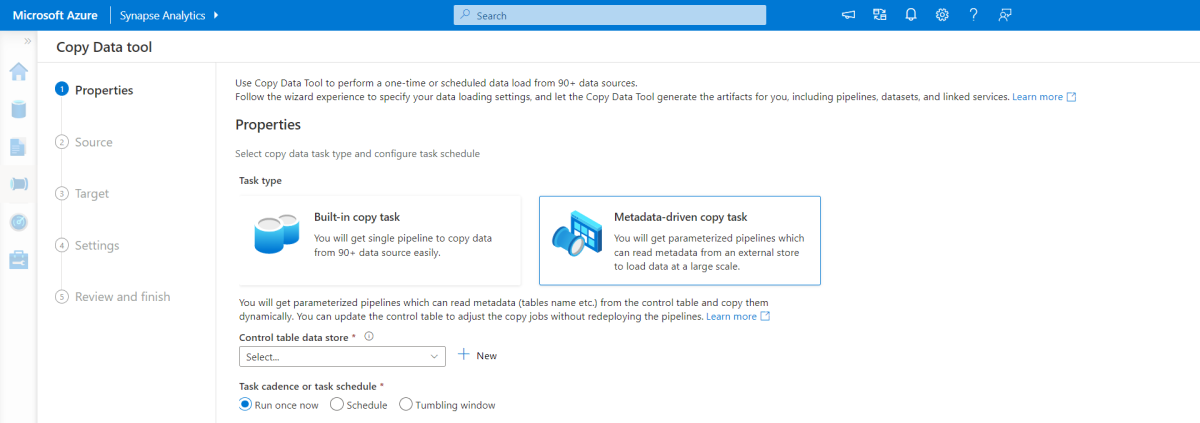 Microsoft Azure
Synapse Analytics
Search
Copy Data tool
1 Properties
2 Source
3 Target
4 Settings
5 Review and finish
Use Copy Data Tool to perform a one-time or scheduled data load from 90+ data sources.
Follow the wizard experience to specify your data loading settings, and let the Copy Data Tool generate the artifacts for you, including pipelines, datasets, and linked services. Learn more
Properties
Select copy data task type and configure task schedule
Task type
Built-in copy task
You will get single pipeline to copy data
from 90+ data source easily.
Metadata-driven copy task
You will get parameterized pipelines which
can read metadata from an external store
to load data at a large scale.
You will get parameterized pipelines which can read metadata (tables name etc.) from the control table and copy them
dynamically. You can update the control table to adjust the copy jobs without redeploying the pipelines. Learn more
Control table data store *
Select...
New
Task cadence or task schedule *
Run once now Schedule Tumbling window